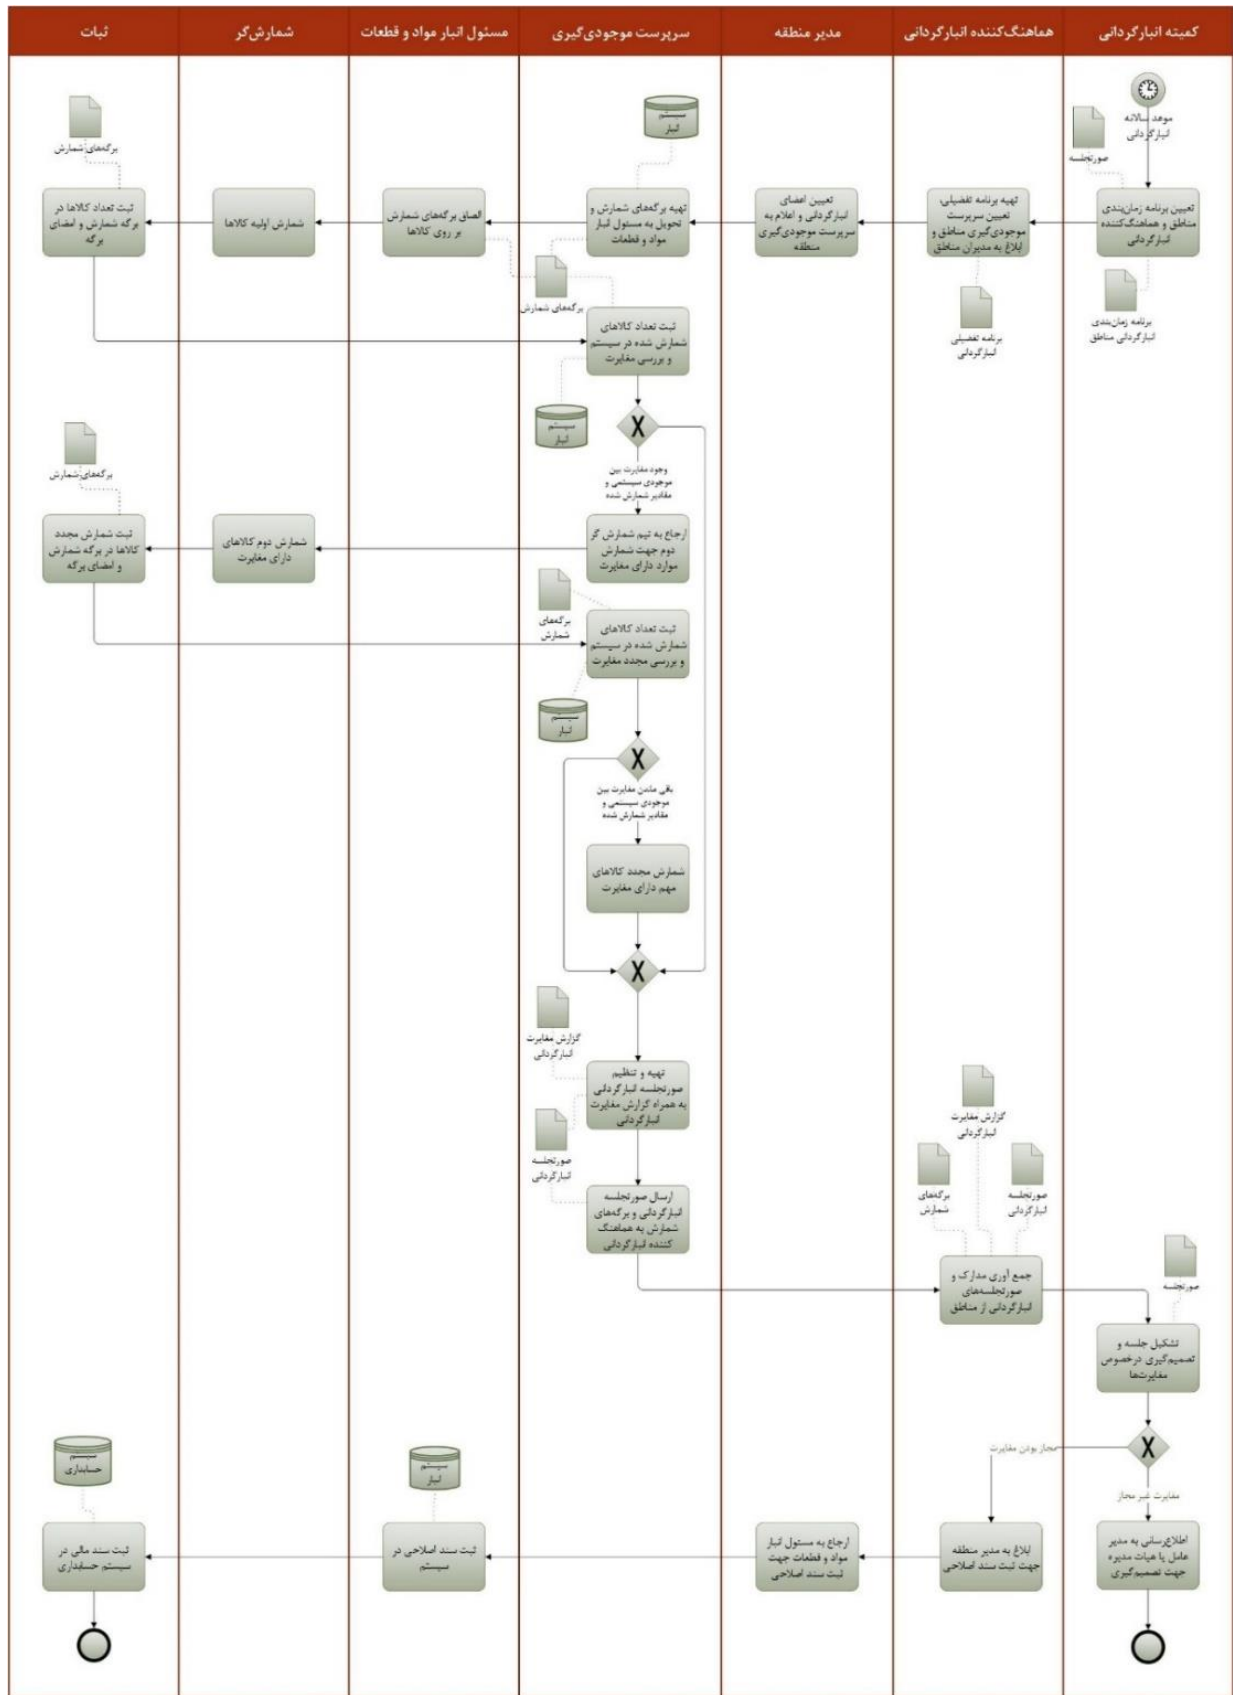 کمیته انبارگردانی
هماهنگ‌کننده انبارگردانی
مدیر منطقه
سرپرست موجودی‌گیری
مسئول انبار مواد و قطعات
شمارش‌گر
ثبات
موعد سالانه
انبارگردانی
صورتجلسه
تعیین برنامه زمان‌بندی
مناطق و هماهنگ‌کننده
انبارگردانی
برنامه زمان‌بندی
انبارگردانی مناطق
تهیه برنامه تفضیلی،
تعیین سرپرست
موجودی‌گیری مناطق و
ابلاغ به مدیران مناطق
برنامه تفضیلی
انبارگردانی
تعیین اعضای
انبارگردانی و اعلام به
سرپرست موجودی‌گیری
منطقه
سیستم
انبار
تهیه برگه‌های شمارش و
تحویل به مسئول انبار
مواد و قطعات
برگه‌های شمارش
الصاق برگه‌های شمارش
بر روی کالاها
شمارش اولیه کالاها
برگه‌های شمارش
ثبت تعداد کالاها در
برگه شمارش و امضای
برگه
ثبت تعداد کالاهای
شمارش شده در سیستم
و بررسی مغایرت
سیستم
انبار
X
وجود مغایرت بین
موجودی سیستمی و
مقادیر شمارش شده
ارجاع به تیم شمارش گر
دوم جهت شمارش
موارد دارای مغایرت
شمارش دوم کالاهای
دارای مغایرت
برگه‌های شمارش
ثبت شمارش مجدد
کالاها در برگه شمارش
و امضای برگه
برگه‌های
شمارش
ثبت تعداد کالاهای
شمارش شده در سیستم
و بررسی مجدد مغایرت
سیستم
انبار
X
باقی ماندن مغایرت بین
موجودی سیستمی و
مقادیر شمارش شده
شمارش مجدد کالاهای
مهم دارای مغایرت
X
گزارش مغایرت
انبارگردانی
تهیه و تنظیم
صورتجلسه انبارگردانی
به همراه گزارش مغایرت
انبارگردانی
صورتجلسه
انبارگردانی
ارسال صورتجلسه
انبارگردانی و برگه‌های
شمارش به هماهنگ
کننده انبارگردانی
گزارش مغایرت
انبارگردانی
صورتجلسه
انبارگردانی
برگه‌های
شمارش
جمع آوری مدارک و
صورتجلسه‌های
انبارگردانی از مناطق
صورتجلسه
تشکیل جلسه و
تصمیم‌گیری درخصوص
مغایرت‌ها
X
مجاز بودن مغایرت
مغایرت غیر مجاز
اطلاع‌رسانی به مدیر
عامل یا هیات مدیره
جهت تصمیم‌گیری
ابلاغ به مدیر منطقه
جهت ثبت سند اصلاحی
ارجاع به مسئول انبار
مواد و قطعات جهت
ثبت سند اصلاحی
سیستم
انبار
ثبت سند اصلاحی در
سیستم
سیستم
حسابداری
ثبت سند مالی در
سیستم حسابداری